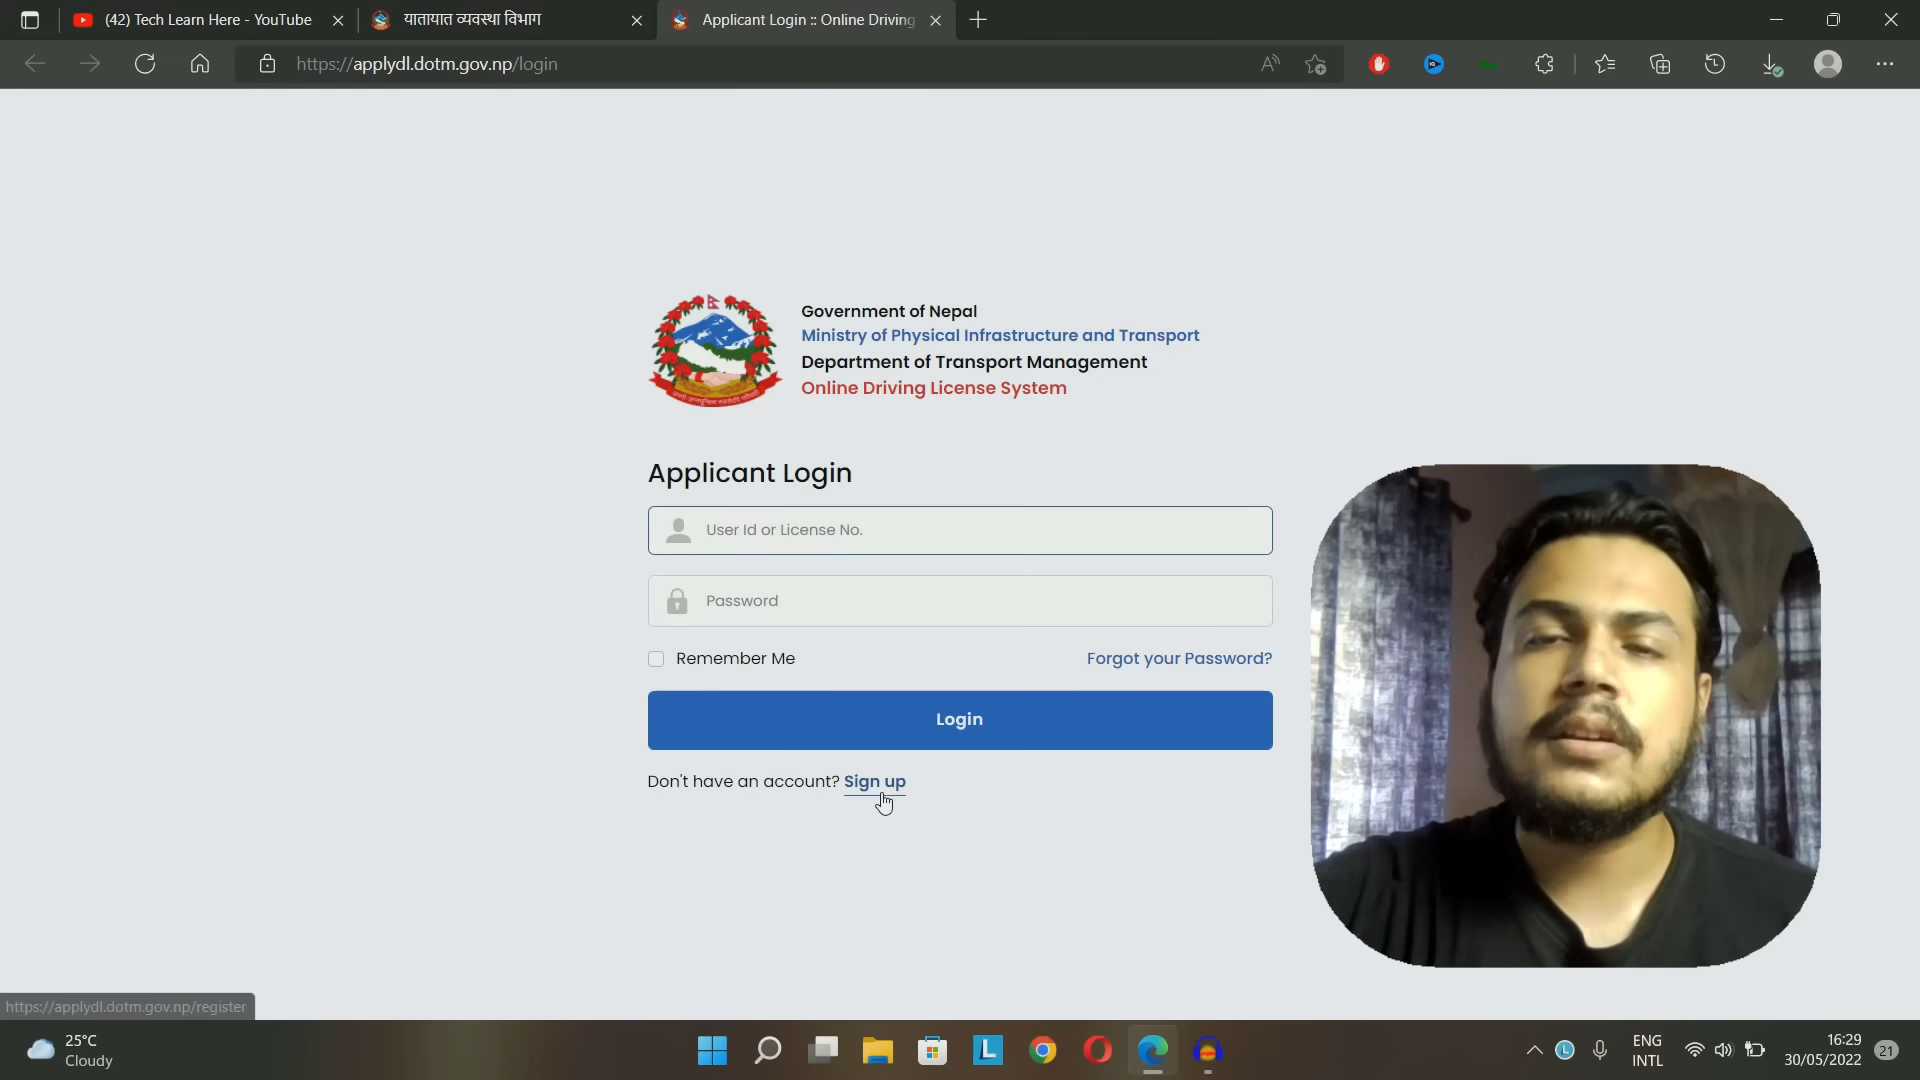 (42) Tech Learn Here - YouTube
यातायात व्यवस्था विभाग
Applicant Login :: Online Driving
https://applydl.dotm.gov.np/login
Government of Nepal
Ministry of Physical Infrastructure and Transport
Department of Transport Management
Online Driving License System
Applicant Login
User Id or License No.
Password
Remember Me
Forgot your Password?
Login
Don't have an account? Sign up
https://applydl.dotm.gov.np/register
25°C
Cloudy
ENG
INTL
16:29
30/05/2022
21